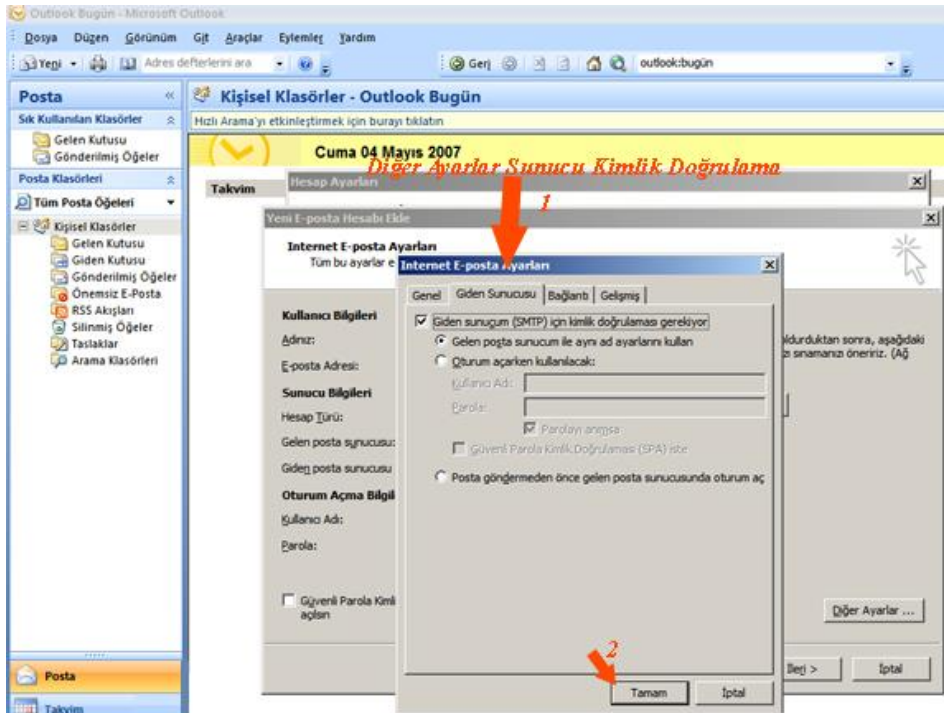 Outlook Bugün - Microsoft Outlook
Dosya Düzen Görünüm Git Araçlar Eylemler Yardım
Yeni Adres defterlerini ara Geri outlook:bugün
Posta
Sık Kullanılan Klasörler
Gelen Kutusu
Gönderilmiş Öğeler
Posta Klasörleri
Tüm Posta Öğeleri
Kişisel Klasörler
Gelen Kutusu
Giden Kutusu
Gönderilmiş Öğeler
Önemsiz E-Posta
RSS Akışları
Silinmiş Öğeler
Taslaklar
Arama Klasörleri
Posta
Takvim
Kişisel Klasörler - Outlook Bugün
Hızlı Arama'yı etkinleştirmek için burayı tıklatın
Cuma 04 Mayıs 2007
Diğer Ayarlar Sunucu Kimlik Doğrulama
1
Takvim
Hesap Ayarları
Yeni E-posta Hesabı Ekle
Internet E-posta Ayarları
Tüm bu ayarlar e
Kullanıcı Bilgileri
Adınız:
E-posta Adresi:
Sunucu Bilgileri
Hesap Türü:
Gelen posta sunucusu:
Giden posta sunucusu
Oturum Açma Bilgil
Kullanıcı Adı:
Parola:
Güvenli Parola Kimli
açılsın
ldurduktan sonra, aşağıdaki
zı sınamanızı öneririz. (Ağ
Diğer Ayarlar ...
İleri >
İptal
Internet E-posta Ayarları
Genel Giden Sunucusu Bağlantı Gelişmiş
Giden sunucum (SMTP) için kimlik doğrulaması gerekiyor
Gelen posta sunucum ile aynı ad ayarlarını kullan
Oturum açarken kullanılacak:
Kullanıcı Adı:
Parola:
Parolayı anımsa
Güvenli Parola Kimlik Doğrulaması (SPA) iste
Posta göndermeden önce gelen posta sunucusunda oturum aç
2
Tamam İptal